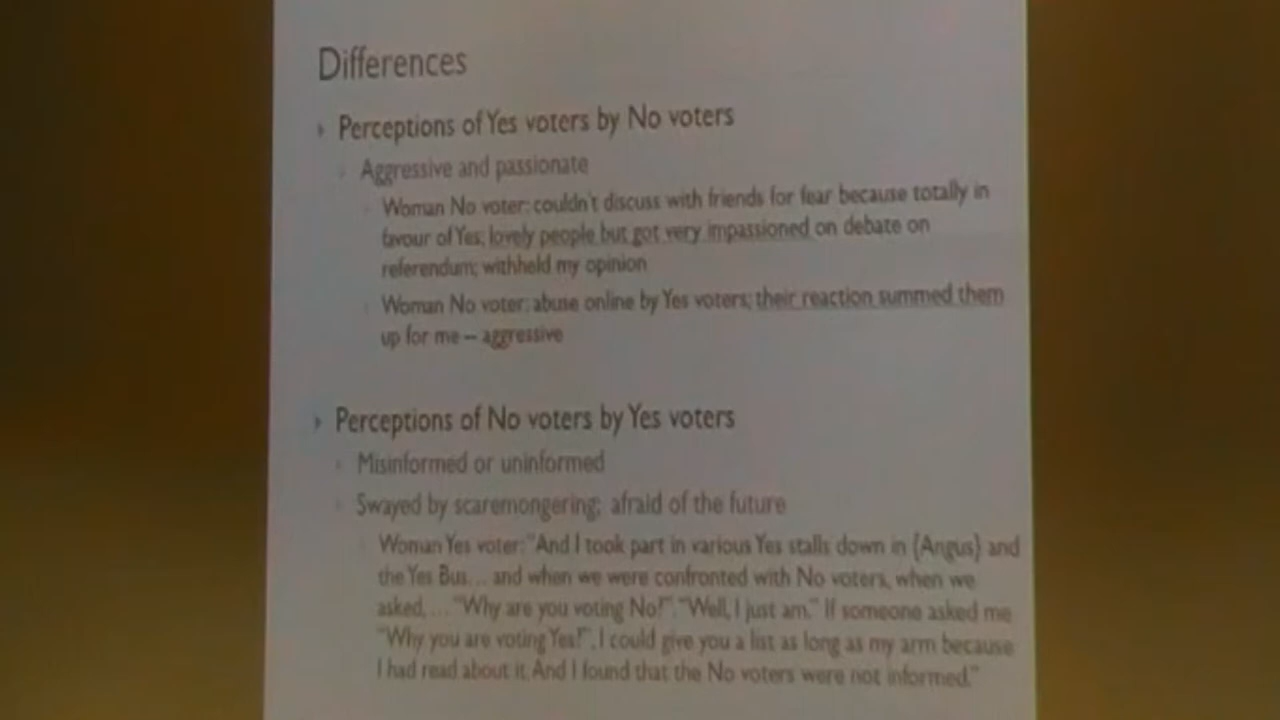 Differences
Perceptions of Yes voters by No voters
Aggressive and passionate
Woman No voter: couldn't discuss with friends for fear because totally in
favour of Yes; lovely people but got very impassioned on debate on
referendum; withheld my opinion
Woman No voter: abuse online by Yes voters; their reaction summed them
up for me – aggressive
Perceptions of No voters by Yes voters
Misinformed or uninformed
Swayed by scaremongering; afraid of the future
Woman Yes voter: "And I took part in various Yes stalls down in {Angus} and
the Yes Bus… and when we were confronted with No voters, when we
asked, … "Why are you voting No?". "Well, I just am." If someone asked me
"Why you are voting Yes?", I could give you a list as long as my arm because
I had read about it. And I found that the No voters were not informed."